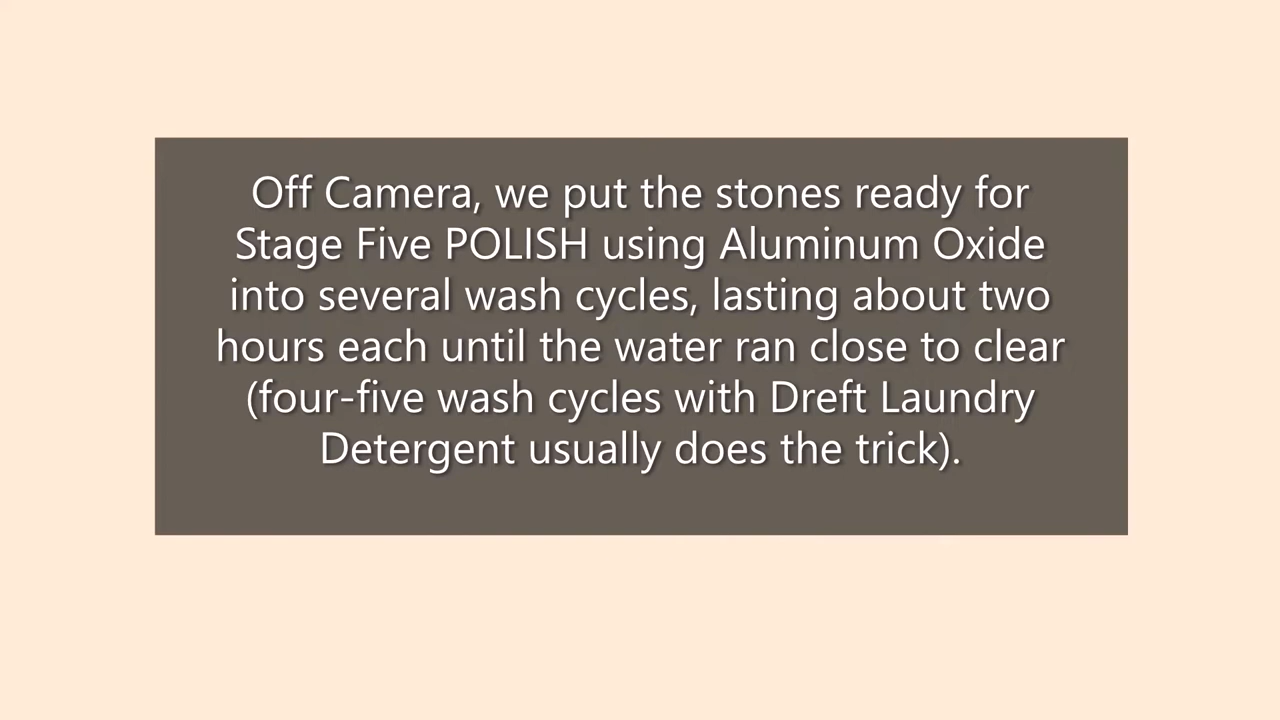 Off Camera, we put the stones ready for
Stage Five POLISH using Aluminum Oxide
into several wash cycles, lasting about two
hours each until the water ran close to clear
(four-five wash cycles with Dreft Laundry
Detergent usually does the trick).